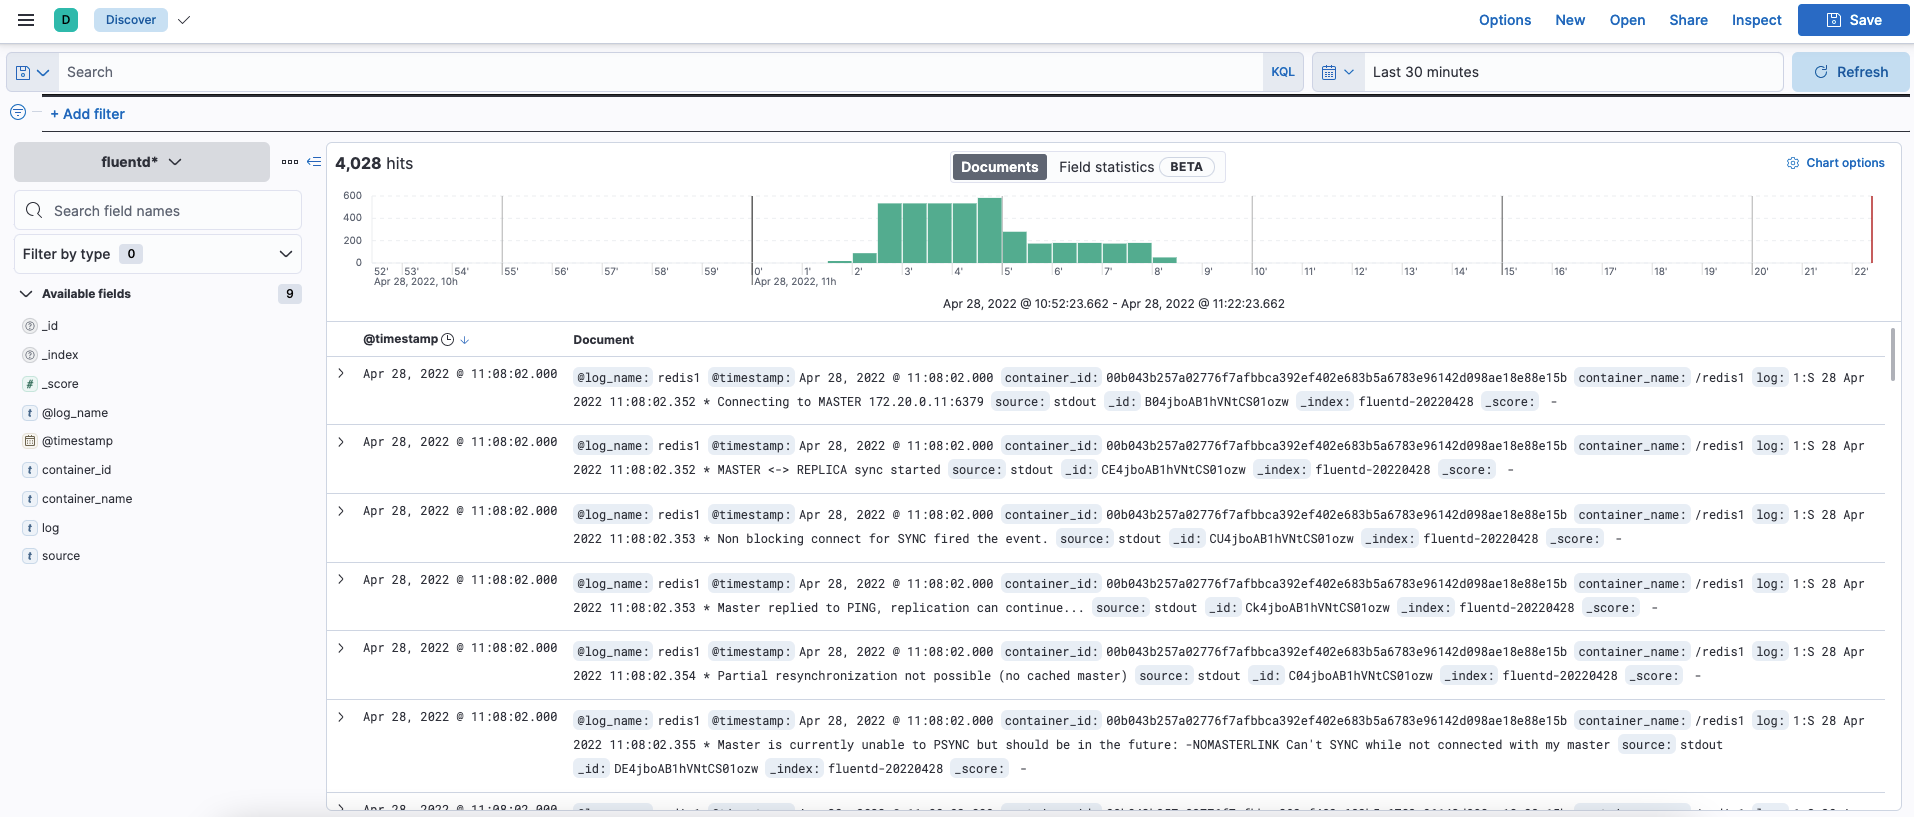 D Discover Options New Open Share Inspect Save
Search KQL Last 30 minutes Refresh
+ Add filter
fluentd*
Search field names
Filter by type 0
Available fields 9
_id
_index
# _score
t @log_name
@timestamp
t container_id
t container_name
t log
t source
4,028 hits Documents Field statistics BETA Chart options
600
400
200
0
52' 53' 54' 55' 56' 57' 58' 59' 0' 1' 2' 3' 4' 5' 6' 7' 8' 9' 10' 11' 12' 13' 14' 15' 16' 17' 18' 19' 20' 21' 22'
Apr 28, 2022, 10h Apr 28, 2022, 11h
Apr 28, 2022 @ 10:52:23.662 - Apr 28, 2022 @ 11:22:23.662
@timestamp Document
Apr 28, 2022 @ 11:08:02.000 @log_name: redis1 @timestamp: Apr 28, 2022 @ 11:08:02.000 container_id: 00b043b257a02776f7afbbca392ef402e683b5a6783e96142d098ae18e88e15b container_name: /redis1 log: 1:S 28 Apr
2022 11:08:02.352 * Connecting to MASTER 172.20.0.11:6379 source: stdout _id: B04jboAB1hVNtCS01ozw _index: fluentd-20220428 _score: -
Apr 28, 2022 @ 11:08:02.000 @log_name: redis1 @timestamp: Apr 28, 2022 @ 11:08:02.000 container_id: 00b043b257a02776f7afbbca392ef402e683b5a6783e96142d098ae18e88e15b container_name: /redis1 log: 1:S 28 Apr
2022 11:08:02.352 * MASTER <-> REPLICA sync started source: stdout _id: CE4jboAB1hVNtCS01ozw _index: fluentd-20220428 _score: -
Apr 28, 2022 @ 11:08:02.000 @log_name: redis1 @timestamp: Apr 28, 2022 @ 11:08:02.000 container_id: 00b043b257a02776f7afbbca392ef402e683b5a6783e96142d098ae18e88e15b container_name: /redis1 log: 1:S 28 Apr
2022 11:08:02.353 * Non blocking connect for SYNC fired the event. source: stdout _id: CU4jboAB1hVNtCS01ozw _index: fluentd-20220428 _score: -
Apr 28, 2022 @ 11:08:02.000 @log_name: redis1 @timestamp: Apr 28, 2022 @ 11:08:02.000 container_id: 00b043b257a02776f7afbbca392ef402e683b5a6783e96142d098ae18e88e15b container_name: /redis1 log: 1:S 28 Apr
2022 11:08:02.353 * Master replied to PING, replication can continue... source: stdout _id: Ck4jboAB1hVNtCS01ozw _index: fluentd-20220428 _score: -
Apr 28, 2022 @ 11:08:02.000 @log_name: redis1 @timestamp: Apr 28, 2022 @ 11:08:02.000 container_id: 00b043b257a02776f7afbbca392ef402e683b5a6783e96142d098ae18e88e15b container_name: /redis1 log: 1:S 28 Apr
2022 11:08:02.354 * Partial resynchronization not possible (no cached master) source: stdout _id: C04jboAB1hVNtCS01ozw _index: fluentd-20220428 _score: -
Apr 28, 2022 @ 11:08:02.000 @log_name: redis1 @timestamp: Apr 28, 2022 @ 11:08:02.000 container_id: 00b043b257a02776f7afbbca392ef402e683b5a6783e96142d098ae18e88e15b container_name: /redis1 log: 1:S 28 Apr
2022 11:08:02.355 * Master is currently unable to PSYNC but should be in the future: -NOMASTERLINK Can't SYNC while not connected with my master source: stdout
_id: DE4jboAB1hVNtCS01ozw _index: fluentd-20220428 _score: -